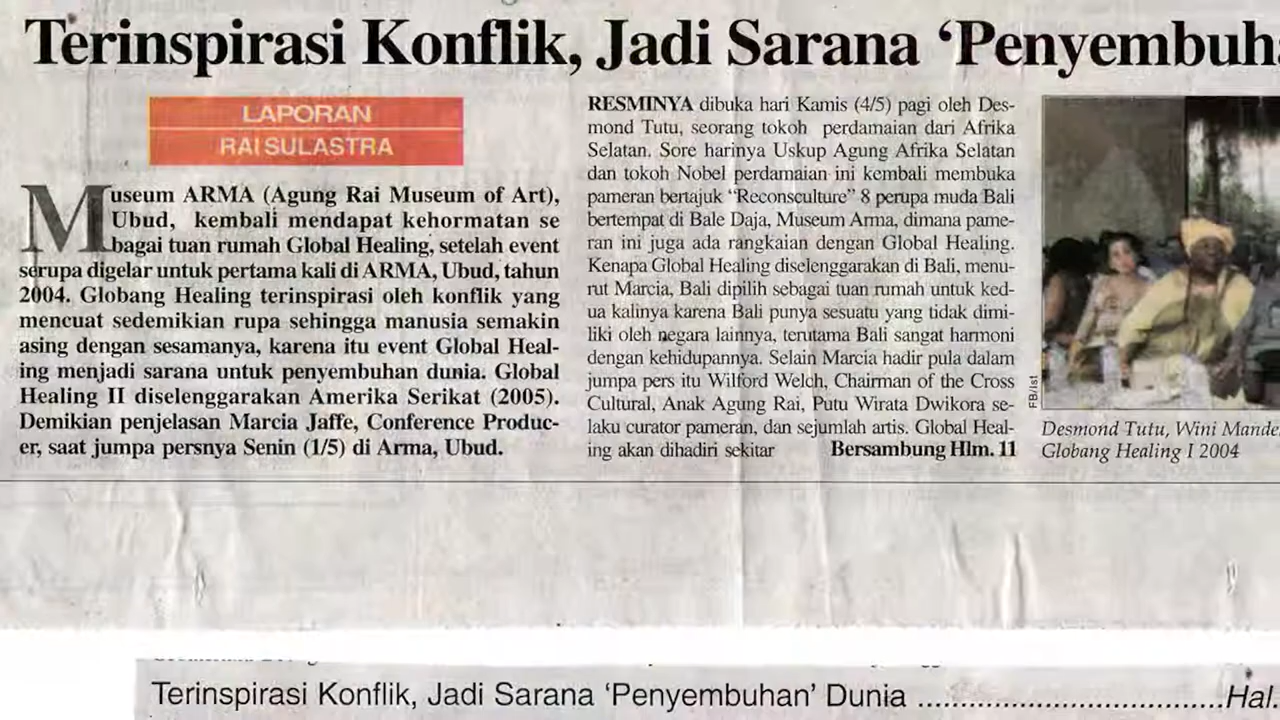 Terinspirasi Konflik, Jadi Sarana ‘Penyembuh
LAPORAN
RAI SULASTRA
Museum ARMA (Agung Rai Museum of Art),
Ubud, kembali mendapat kehormatan se
bagai tuan rumah Global Healing, setelah event
serupa digelar untuk pertama kali di ARMA, Ubud, tahun
2004. Globang Healing terinspirasi oleh konflik yang
mencuat sedemikian rupa sehingga manusia semakin
asing dengan sesamanya, karena itu event Global Heal-
ing menjadi sarana untuk penyembuhan dunia. Global
Healing II diselenggarakan Amerika Serikat (2005).
Demikian penjelasan Marcia Jaffe, Conference Produc-
er, saat jumpa persnya Senin (1/5) di Arma, Ubud.
RESMINYA dibuka hari Kamis (4/5) pagi oleh Des-
mond Tutu, seorang tokoh perdamaian dari Afrika
Selatan. Sore harinya Uskup Agung Afrika Selatan
dan tokoh Nobel perdamaian ini kembali membuka
pameran bertajuk “Reconsculture” 8 perupa muda Bali
bertempat di Bale Daja, Museum Arma, dimana pame-
ran ini juga ada rangkaian dengan Global Healing.
Kenapa Global Healing diselenggarakan di Bali, menu-
rut Marcia, Bali dipilih sebagai tuan rumah untuk ked-
ua kalinya karena Bali punya sesuatu yang tidak dimi-
liki oleh negara lainnya, terutama Bali sangat harmoni
dengan kehidupannya. Selain Marcia hadir pula dalam
jumpa pers itu Wilford Welch, Chairman of the Cross
Cultural, Anak Agung Rai, Putu Wirata Dwikora se-
laku curator pameran, dan sejumlah artis. Global Heal-
ing akan dihadiri sekitar Bersambung Hlm. 11
FB/ist
Desmond Tutu, Wini Mande
Globang Healing I 2004
Terinspirasi Konflik, Jadi Sarana ‘Penyembuhan’ Dunia ....................................Hal.